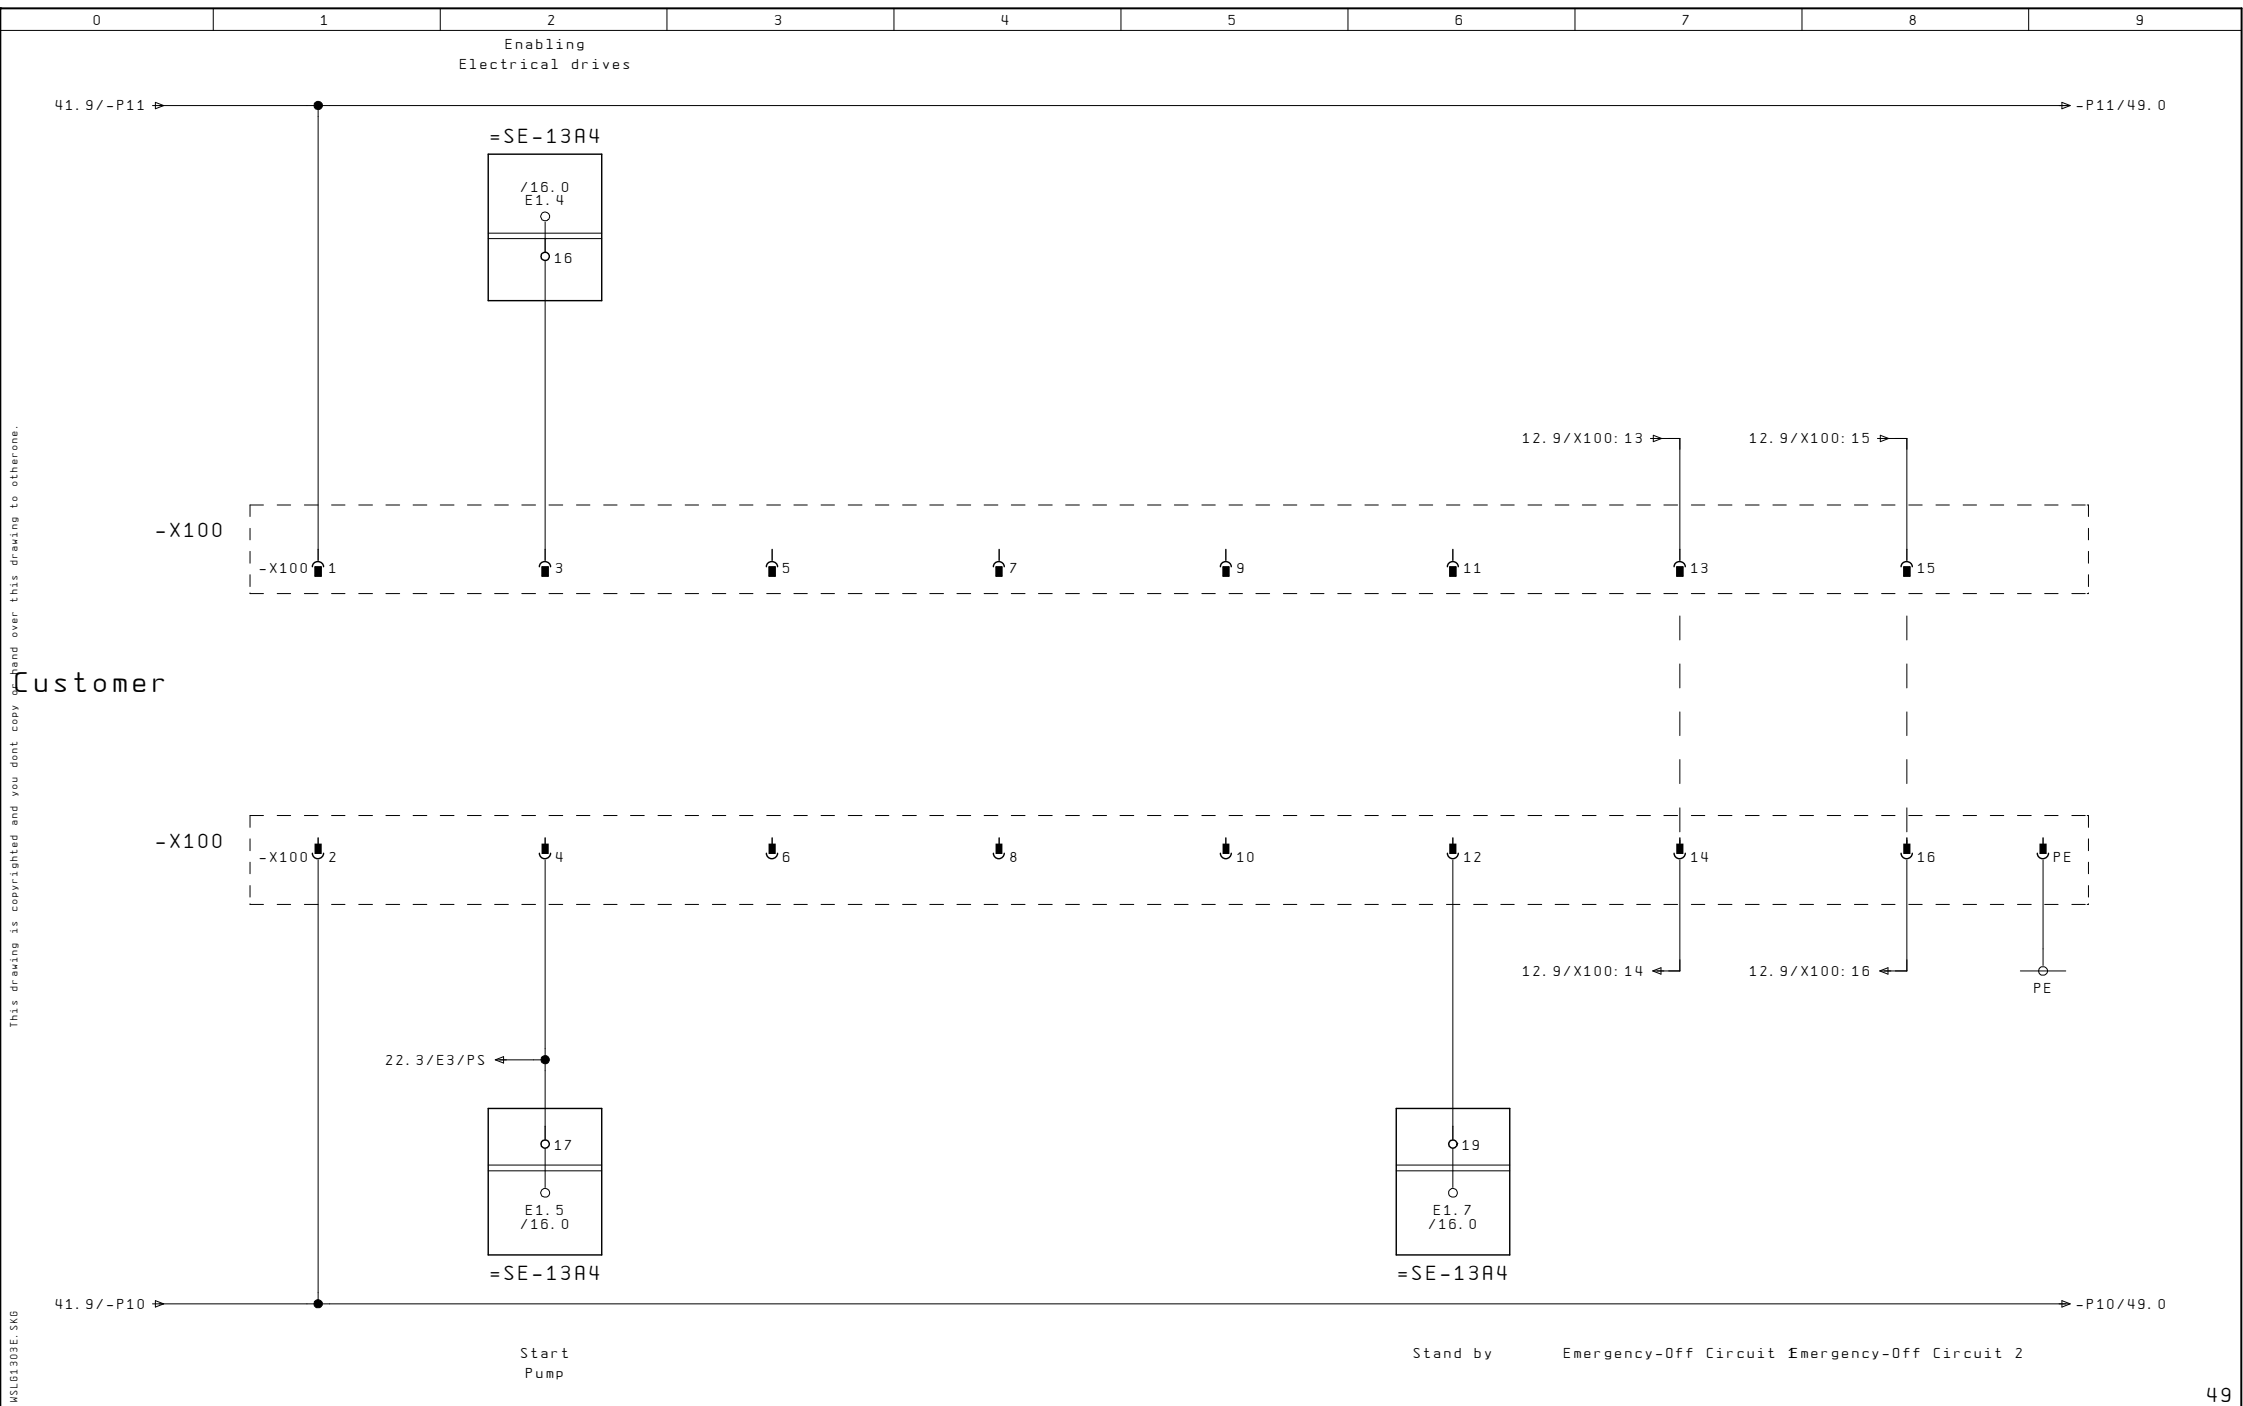 0 1 2 3 4 5 6 7 8 9
Enabling
Electrical drives
41.9/-P11 -P11/49.0
=SE-13A4
/16.0
E1.4
16
12.9/X100:13 12.9/X100:15
-X100
-X100 1 3 5 7 9 11 13 15
Customer
-X100
-X100 2 4 6 8 10 12 14 16 PE
12.9/X100:14 12.9/X100:16
PE
22.3/E3/PS
17 19
E1.5 E1.7
/16.0 /16.0
=SE-13A4 =SE-13A4
41.9/-P10 -P10/49.0
Start Stand by Emergency-Off Circuit 1 Emergency-Off Circuit 2
Pump
49
This drawing is copyrighted and you dont copy or hand over this drawing to otherone.
WSLG1303E.SKG